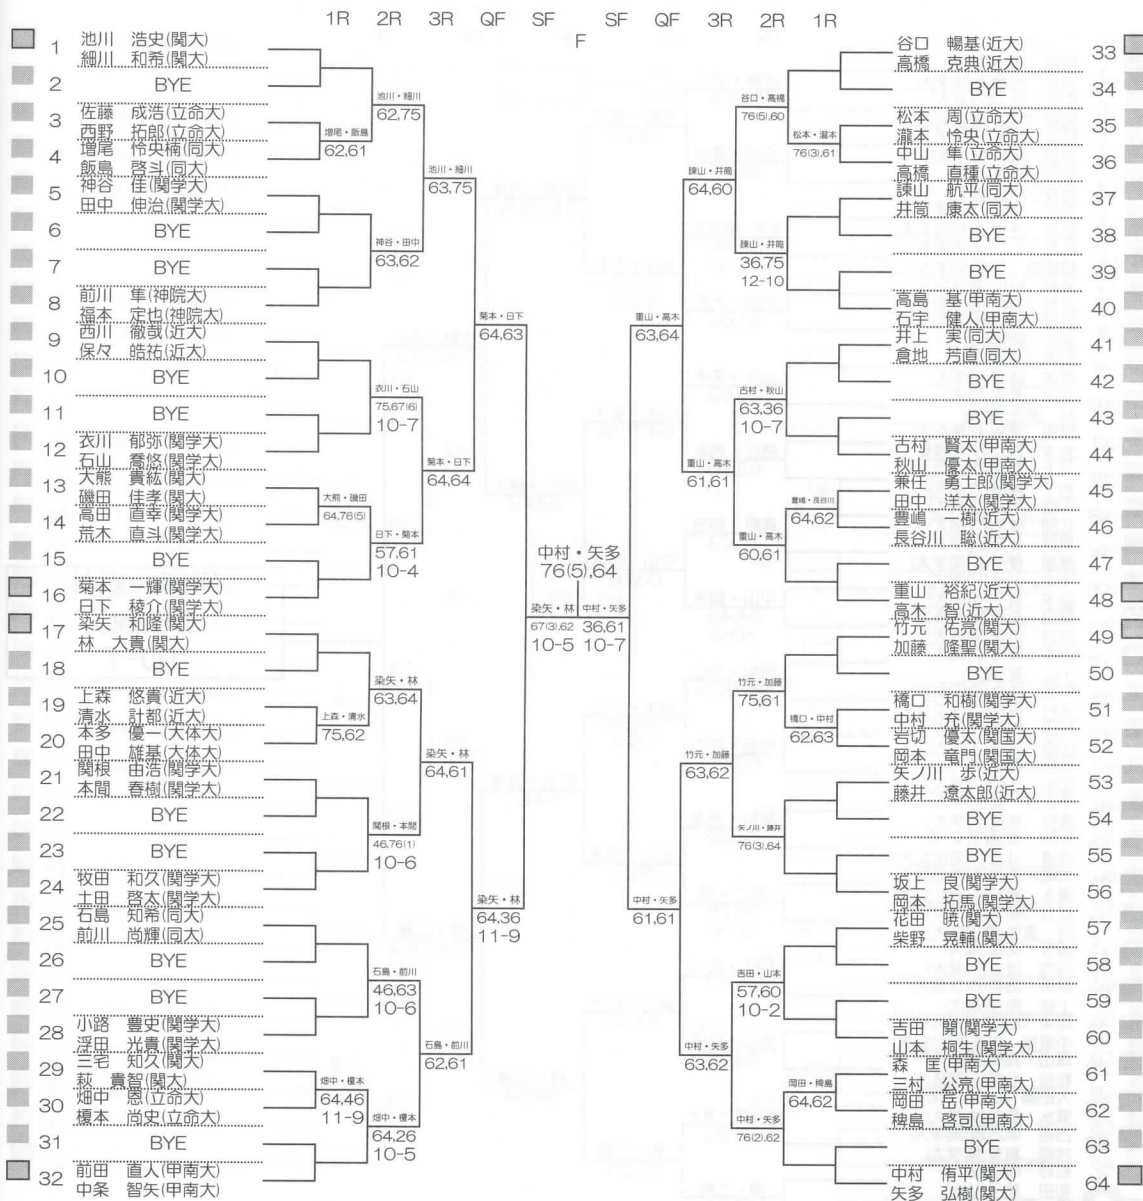 1R 2R 3R QF SF F SF QF 3R 2R 1R
1 池川 浩史(関大)
細川 和希(関大)
2 BYE
3 佐藤 成浩(立命大)
西野 拓郎(立命大)
4 増尾 怜央楠(同大)
飯島 啓斗(同大)
5 神谷 佳(関学大)
田中 伸治(関学大)
6 BYE
7 BYE
8 前川 隼(神院大)
福本 定也(神院大)
9 西川 徹哉(近大)
保々 皓祐(近大)
10 BYE
11 BYE
12 衣川 郁弥(関学大)
石山 喬悠(関学大)
13 大熊 貴紘(関大)
磯田 佳孝(関大)
14 高田 直幸(関学大)
荒木 直斗(関学大)
15 BYE
16 菊本 一輝(関学大)
日下 稜介(関学大)
17 染矢 和隆(関大)
林 大貴(関大)
18 BYE
19 上森 悠貴(近大)
清水 計都(近大)
20 本多 優一(大体大)
田中 雄基(大体大)
21 関根 由浩(関学大)
本間 春樹(関学大)
22 BYE
23 BYE
24 牧田 和久(関学大)
土田 啓太(関学大)
25 石島 知希(同大)
前川 尚輝(同大)
26 BYE
27 BYE
28 小路 豊史(関学大)
浮田 光貴(関学大)
29 三宅 知久(関大)
萩 貴智(関大)
30 畑中 恩(立命大)
榎本 尚史(立命大)
31 BYE
32 前田 直人(甲南大)
中条 智矢(甲南大)
増尾・飯島
62,61
大熊・磯田
64,76(5)
上森・清水
75,62
畑中・榎本
64,46
11-9
池川・細川
62,75
神谷・田中
63,62
衣川・石山
75,67(6)
10-7
日下・菊本
57,61
10-4
染矢・林
63,64
関根・本間
46,76(1)
10-6
石島・前川
46,63
10-6
畑中・榎本
64,26
10-5
池川・細川
63,75
菊本・日下
64,64
染矢・林
64,61
石島・前川
62,61
菊本・日下
64,63
染矢・林
64,36
11-9
染矢・林
67(3),62
10-5
中村・矢多
76(5),64
中村・矢多
36,61
10-7
重山・高木
63,64
中村・矢多
61,61
諌山・井筒
64,60
重山・高木
61,61
竹元・加藤
63,62
中村・矢多
63,62
谷口・高橋
76(5),60
諌山・井筒
36,75
12-10
古村・秋山
63,36
10-7
重山・高木
60,61
竹元・加藤
75,61
矢ノ川・藤井
76(3),64
吉田・山本
57,60
10-2
中村・矢多
76(2),62
松本・瀧本
76(3),61
豊嶋・長谷川
64,62
橋口・中村
62,63
岡田・稗島
64,62
谷口 暢基(近大) 33
高橋 克典(近大)
BYE 34
松本 周(立命大) 35
瀧本 怜央(立命大)
中山 隼(立命大) 36
高橋 直種(立命大)
諌山 航平(同大) 37
井筒 康太(同大)
BYE 38
BYE 39
高島 基(甲南大) 40
石宇 健人(甲南大)
井上 実(同大) 41
倉地 芳直(同大)
BYE 42
BYE 43
古村 賢太(甲南大) 44
秋山 優太(甲南大)
兼任 勇士郎(関学大) 45
田中 洋太(関学大)
豊嶋 一樹(近大) 46
長谷川 聡(近大)
BYE 47
重山 裕紀(近大) 48
高木 智(近大)
竹元 佑亮(関大) 49
加藤 隆聖(関大)
BYE 50
橋口 和樹(関学大) 51
中村 充(関学大)
岩切 優太(関国大) 52
岡本 竜門(関国大)
矢ノ川 歩(近大) 53
藤井 遼太郎(近大)
BYE 54
BYE 55
坂上 良(関学大) 56
岡本 拓馬(関学大)
花田 暁(関大) 57
柴野 晃輔(関大)
BYE 58
BYE 59
吉田 開(関学大) 60
山本 桐生(関学大)
森 匡(甲南大) 61
三村 公亮(甲南大)
岡田 岳(甲南大) 62
稗島 啓司(甲南大)
BYE 63
中村 侑平(関大) 64
矢多 弘樹(関大)